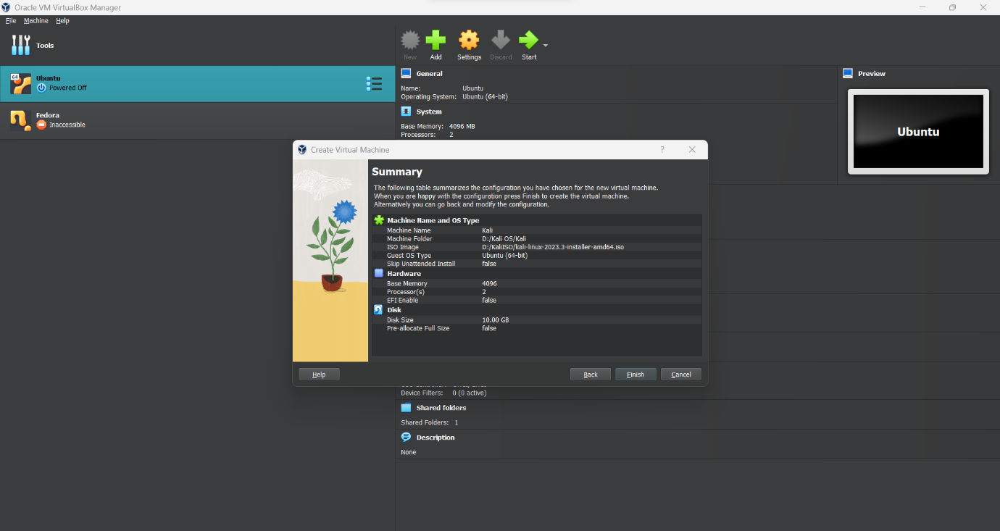 Oracle VM VirtualBox Manager
File Machine Help
Tools
New Add Settings Discard Start
64 Ubuntu
Powered Off
Fedora
Inaccessible
General
Name: Ubuntu
Operating System: Ubuntu (64-bit)
System
Base Memory: 4096 MB
Processors: 2
Preview
Ubuntu
Create Virtual Machine ?
Summary
The following table summarizes the configuration you have chosen for the new virtual machine.
When you are happy with the configuration press Finish to create the virtual machine.
Alternatively you can go back and modify the configuration.
Machine Name and OS Type
Machine Name Kali
Machine Folder D:/Kali OS/Kali
ISO Image D:/KaliISO/kali-linux-2023.3-installer-amd64.iso
Guest OS Type Ubuntu (64-bit)
Skip Unattended Install false
Hardware
Base Memory 4096
Processor(s) 2
EFI Enable false
Disk
Disk Size 10.00 GB
Pre-allocate Full Size false
Help Back Finish Cancel
Device Filters: 0 (0 active)
Shared folders
Shared Folders: 1
Description
None